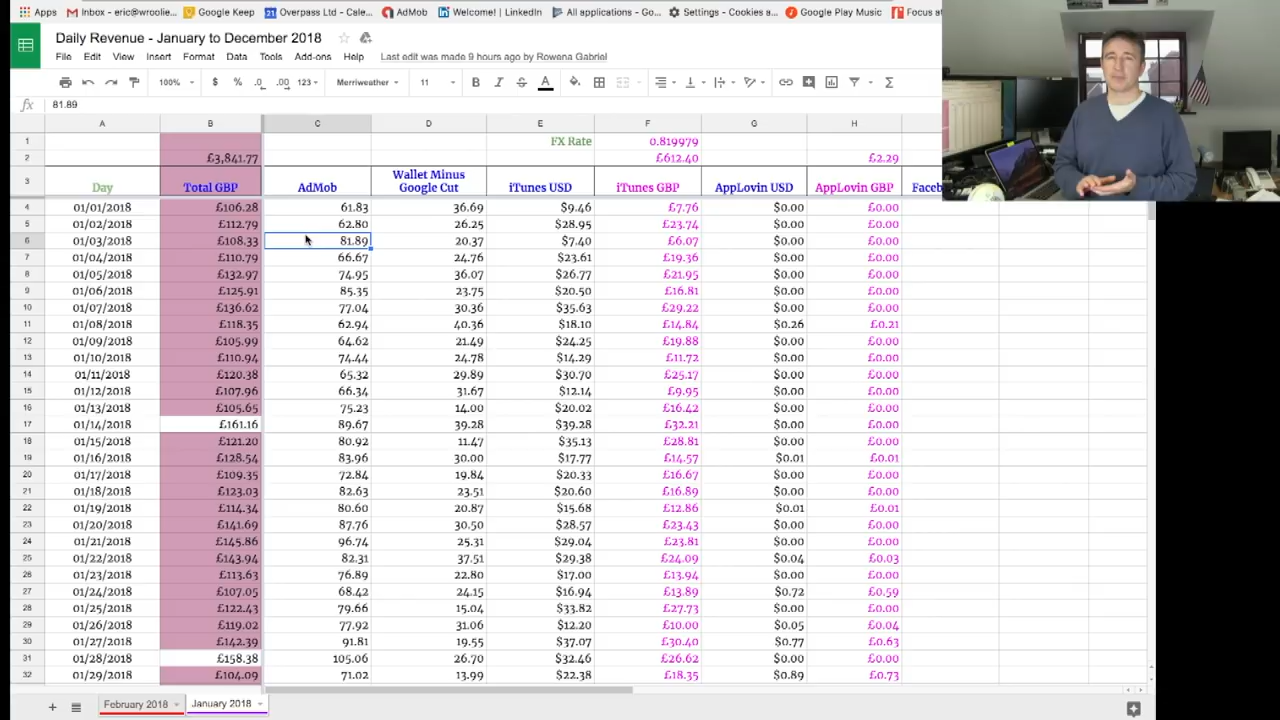 Apps Inbox - eric@wroolie... Google Keep Overpass Ltd - Cale... AdMob Welcome! | LinkedIn All applications - Go... Settings - Cookies a... Google Play Music Focus at
Daily Revenue - January to December 2018
File Edit View Insert Format Data Tools Add-ons Help Last edit was made 9 hours ago by Rowena Gabriel
100% $ % .0 .00 123 Merriweather 11 B I S A
fx 81.89
A B C D E F G H
1 FX Rate 0.819979
2 £3,841.77 £612.40 £2.29
3 Day Total GBP AdMob Wallet Minus Google Cut iTunes USD iTunes GBP AppLovin USD AppLovin GBP Faceb
4 01/01/2018 £106.28 61.83 36.69 $9.46 £7.76 $0.00 £0.00
5 01/02/2018 £112.79 62.80 26.25 $28.95 £23.74 $0.00 £0.00
6 01/03/2018 £108.33 81.89 20.37 $7.40 £6.07 $0.00 £0.00
7 01/04/2018 £110.79 66.67 24.76 $23.61 £19.36 $0.00 £0.00
8 01/05/2018 £132.97 74.95 36.07 $26.77 £21.95 $0.00 £0.00
9 01/06/2018 £125.91 85.35 23.75 $20.50 £16.81 $0.00 £0.00
10 01/07/2018 £136.62 77.04 30.36 $35.63 £29.22 $0.00 £0.00
11 01/08/2018 £118.35 62.94 40.36 $18.10 £14.84 $0.26 £0.21
12 01/09/2018 £105.99 64.62 21.49 $24.25 £19.88 $0.00 £0.00
13 01/10/2018 £110.94 74.44 24.78 $14.29 £11.72 $0.00 £0.00
14 01/11/2018 £120.38 65.32 29.89 $30.70 £25.17 $0.00 £0.00
15 01/12/2018 £107.96 66.34 31.67 $12.14 £9.95 $0.00 £0.00
16 01/13/2018 £105.65 75.23 14.00 $20.02 £16.42 $0.00 £0.00
17 01/14/2018 £161.16 89.67 39.28 $39.28 £32.21 $0.00 £0.00
18 01/15/2018 £121.20 80.92 11.47 $35.13 £28.81 $0.00 £0.00
19 01/16/2018 £128.54 83.96 30.00 $17.77 £14.57 $0.01 £0.01
20 01/17/2018 £109.35 72.84 19.84 $20.33 £16.67 $0.00 £0.00
21 01/18/2018 £123.03 82.63 23.51 $20.60 £16.89 $0.00 £0.00
22 01/19/2018 £114.34 80.60 20.87 $15.68 £12.86 $0.01 £0.01
23 01/20/2018 £141.69 87.76 30.50 $28.57 £23.43 $0.00 £0.00
24 01/21/2018 £145.86 96.74 25.31 $29.04 £23.81 $0.00 £0.00
25 01/22/2018 £143.94 82.31 37.51 $29.38 £24.09 $0.04 £0.03
26 01/23/2018 £113.63 76.89 22.80 $17.00 £13.94 $0.00 £0.00
27 01/24/2018 £107.05 68.42 24.15 $16.94 £13.89 $0.72 £0.59
28 01/25/2018 £122.43 79.66 15.04 $33.82 £27.73 $0.00 £0.00
29 01/26/2018 £119.02 77.92 31.06 $12.20 £10.00 $0.05 £0.04
30 01/27/2018 £142.39 91.81 19.55 $37.07 £30.40 $0.77 £0.63
31 01/28/2018 £158.38 105.06 26.70 $32.46 £26.62 $0.00 £0.00
32 01/29/2018 £104.09 71.02 13.99 $22.38 £18.35 $0.89 £0.73
February 2018 January 2018